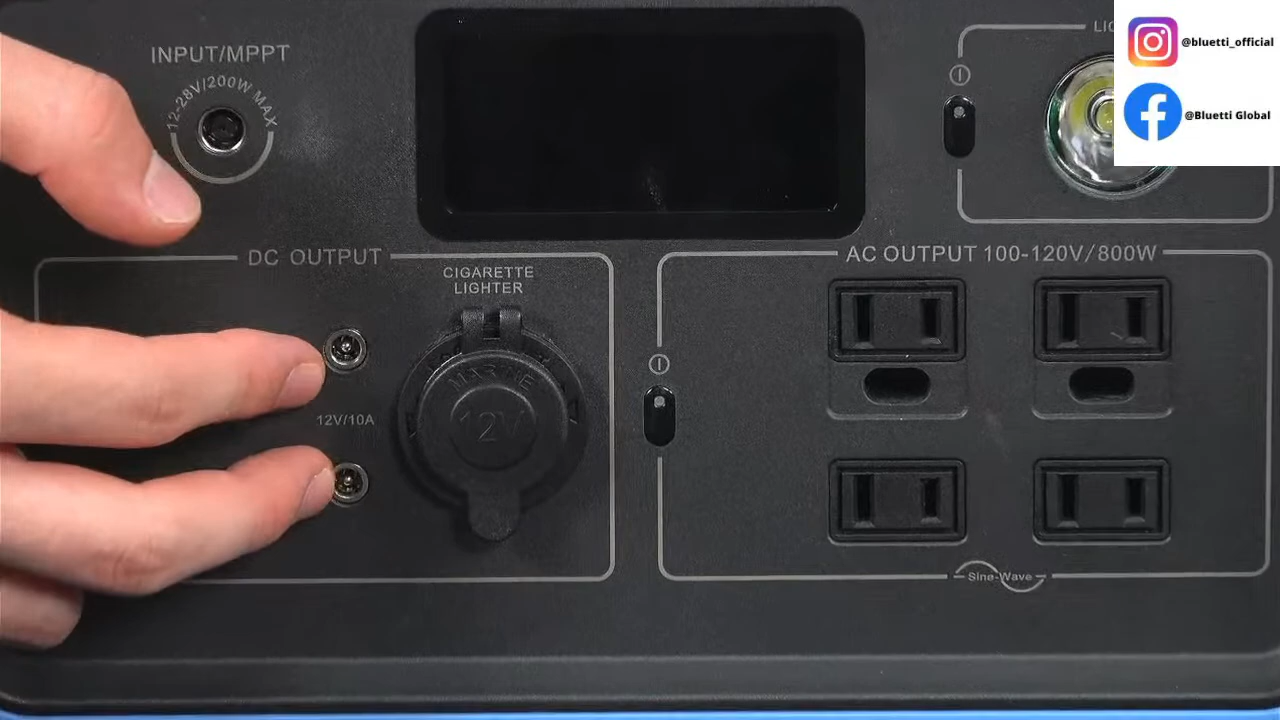 INPUT/MPPT
12-28V/200W MAX
@bluetti_official
@Bluetti Global
DC OUTPUT
CIGARETTE
LIGHTER
12V/10A
MARINE
12V
AC OUTPUT 100-120V/800W
Sine-Wave